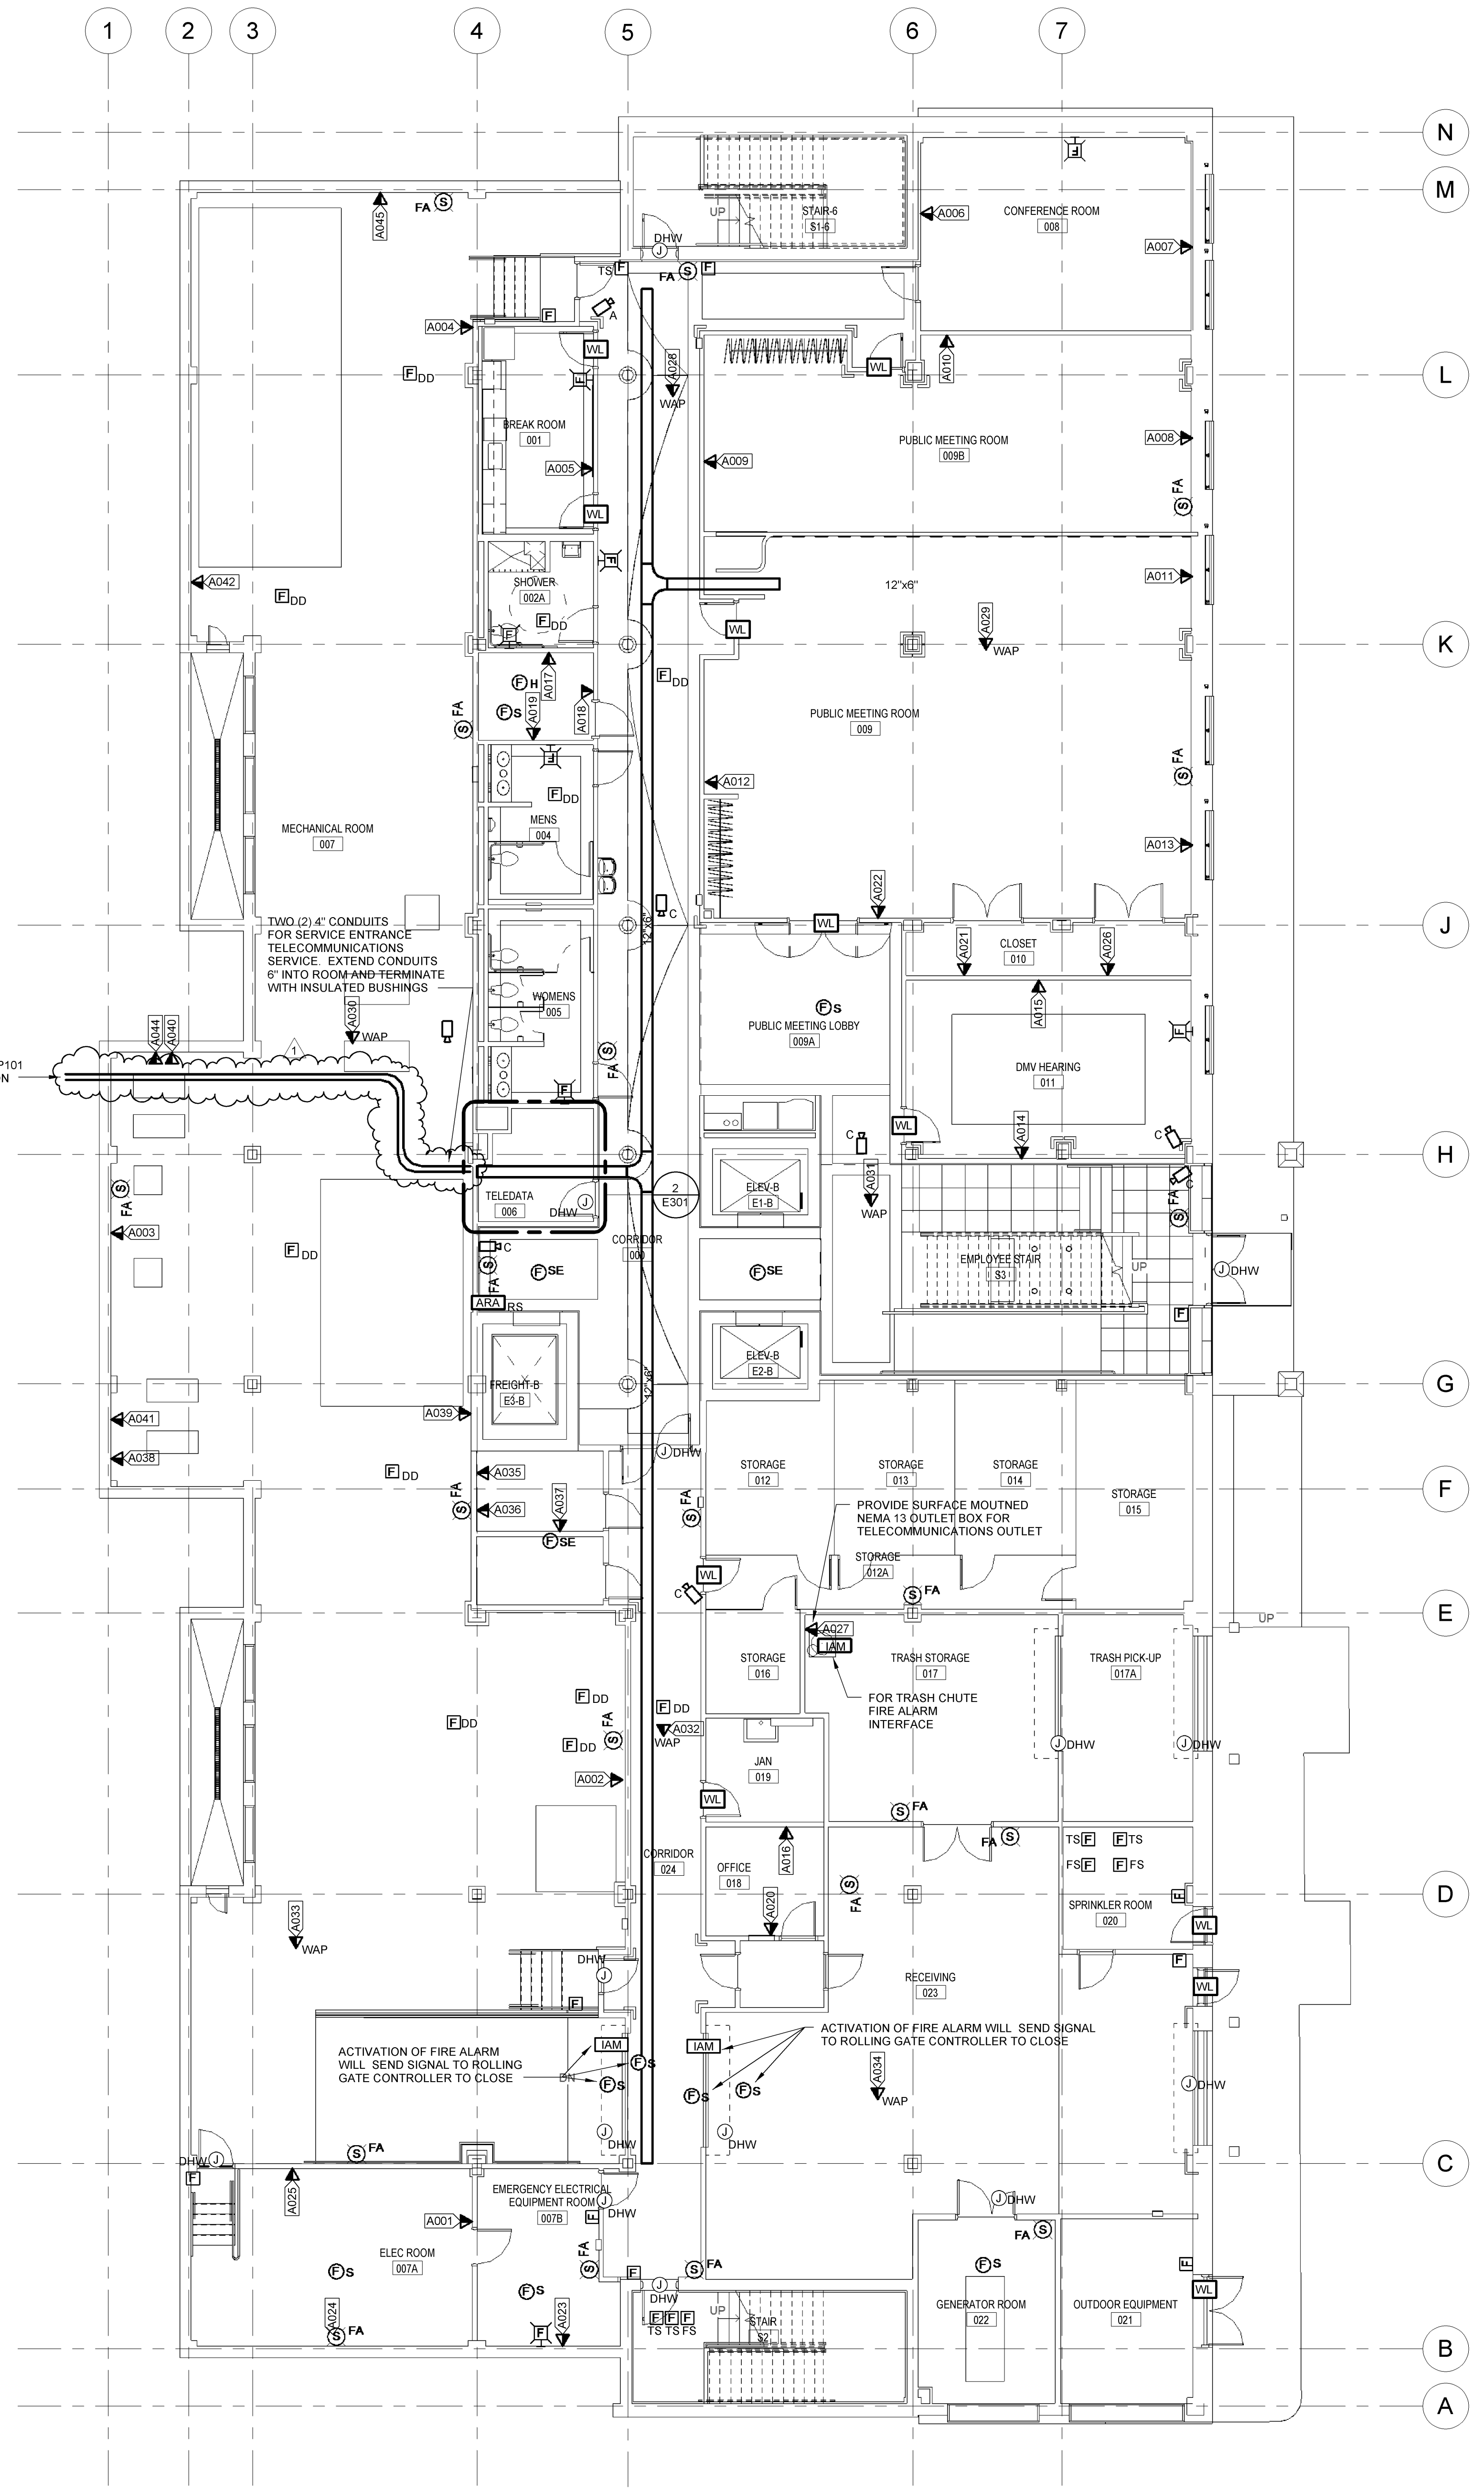 1
2
3
4
5
6
7
N
M
A045
FA S
UP
STAIR-6
S1-6
A006
CONFERENCE ROOM
008
A007
F
DHW
J
TS F
FA S
F
A
F
A004
WL
A028
WAP
WL
A010
L
F DD
F
BREAK ROOM
001
A005
A009
PUBLIC MEETING ROOM
009B
A008
S FA
WL
F
SHOWER
002A
A042
F DD
F DD
F
12"x6"
A011
WL
A029
WAP
K
F H
A017
F S
A019
A018
F DD
S FA
PUBLIC MEETING ROOM
009
F
A012
S FA
F DD
MENS
004
MECHANICAL ROOM
007
A013
A022
C
12"x6"
WL
J
TWO (2) 4" CONDUITS
FOR SERVICE ENTRANCE
TELECOMMUNICATIONS
SERVICE. EXTEND CONDUITS
6" INTO ROOM AND TERMINATE
WITH INSULATED BUSHINGS
A021
CLOSET
010
A026
WOMENS
005
A015
F S
PUBLIC MEETING LOBBY
009A
F
A044
A040
A030
WAP
1
S
FA
DMV HEARING
011
P101
N
F
WL
A014
C
C
H
ELEV-B
E1-B
A031
WAP
C
FA
S
2
E301
TELEDATA
006
J
DHW
S
FA
A003
F DD
C
S
FA
ARA
RS
F SE
CORRIDOR
000
F SE
EMPLOYEE STAIR
S3
UP
J DHW
F
ELEV-B
E2-B
FREIGHT-B
E3-B
12"x6"
G
A039
A041
A038
J DHW
F DD
A035
A036
FA
S
A037
F SE
FA
S
STORAGE
012
STORAGE
013
STORAGE
014
STORAGE
015
F
PROVIDE SURFACE MOUTNED
NEMA 13 OUTLET BOX FOR
TELECOMMUNICATIONS OUTLET
STORAGE
012A
WL
C
S FA
E
UP
A027
IAM
STORAGE
016
TRASH STORAGE
017
TRASH PICK-UP
017A
FOR TRASH CHUTE
FIRE ALARM
INTERFACE
F DD
F DD
F DD
F DD
FA
S
A032
WAP
J DHW
J DHW
JAN
019
A002
WL
S FA
FA S
A016
CORRIDOR
024
OFFICE
018
TS F
F TS
FS F
F FS
S
FA
A020
D
F
SPRINKLER ROOM
020
WL
A033
WAP
DHW
J
F
F
RECEIVING
023
WL
IAM
IAM
ACTIVATION OF FIRE ALARM WILL SEND SIGNAL
TO ROLLING GATE CONTROLLER TO CLOSE
ACTIVATION OF FIRE ALARM
WILL SEND SIGNAL TO ROLLING
GATE CONTROLLER TO CLOSE
DN
F S
F S
F S
F S
A034
WAP
J DHW
J
DHW
J
DHW
S FA
DHW J
F
C
A025
EMERGENCY ELECTRICAL
EQUIPMENT ROOM
007B
J
DHW
F
A001
J DHW
FA S
ELEC ROOM
007A
F S
F S
FA
S
F
S FA
J
DHW
F S
F
WL
A024
S FA
F
A023
F F F
TS TS FS
UP
STAIR
S2
GENERATOR ROOM
022
OUTDOOR EQUIPMENT
021
B
A